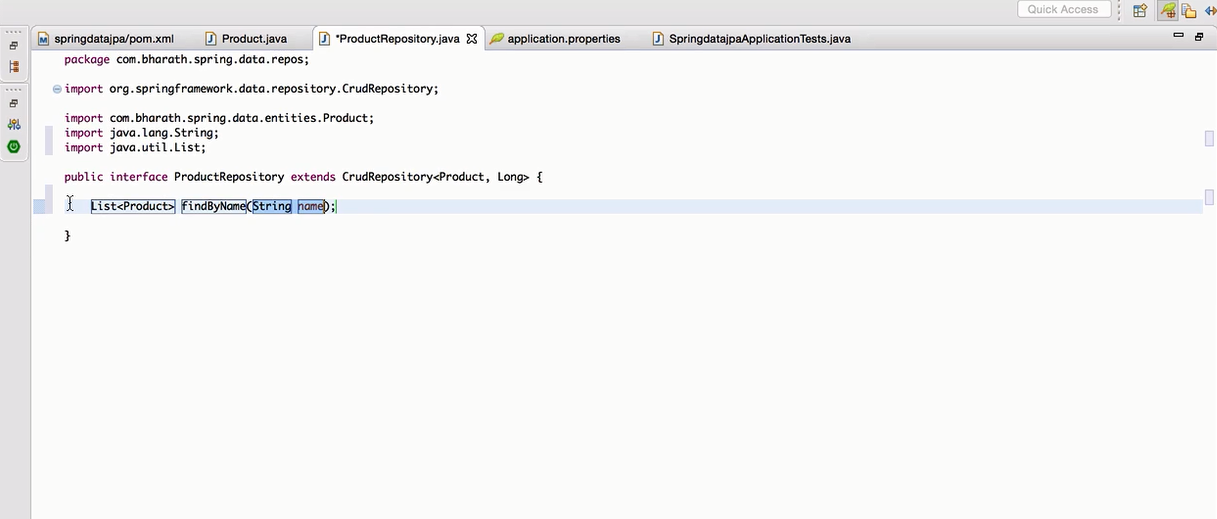 Quick Access
springdatajpa/pom.xml Product.java *ProductRepository.java application.properties SpringdatajpaApplicationTests.java
package com.bharath.spring.data.repos;
import org.springframework.data.repository.CrudRepository;
import com.bharath.spring.data.entities.Product;
import java.lang.String;
import java.util.List;
public interface ProductRepository extends CrudRepository<Product, Long> {
List<Product> findByName(String name);
}